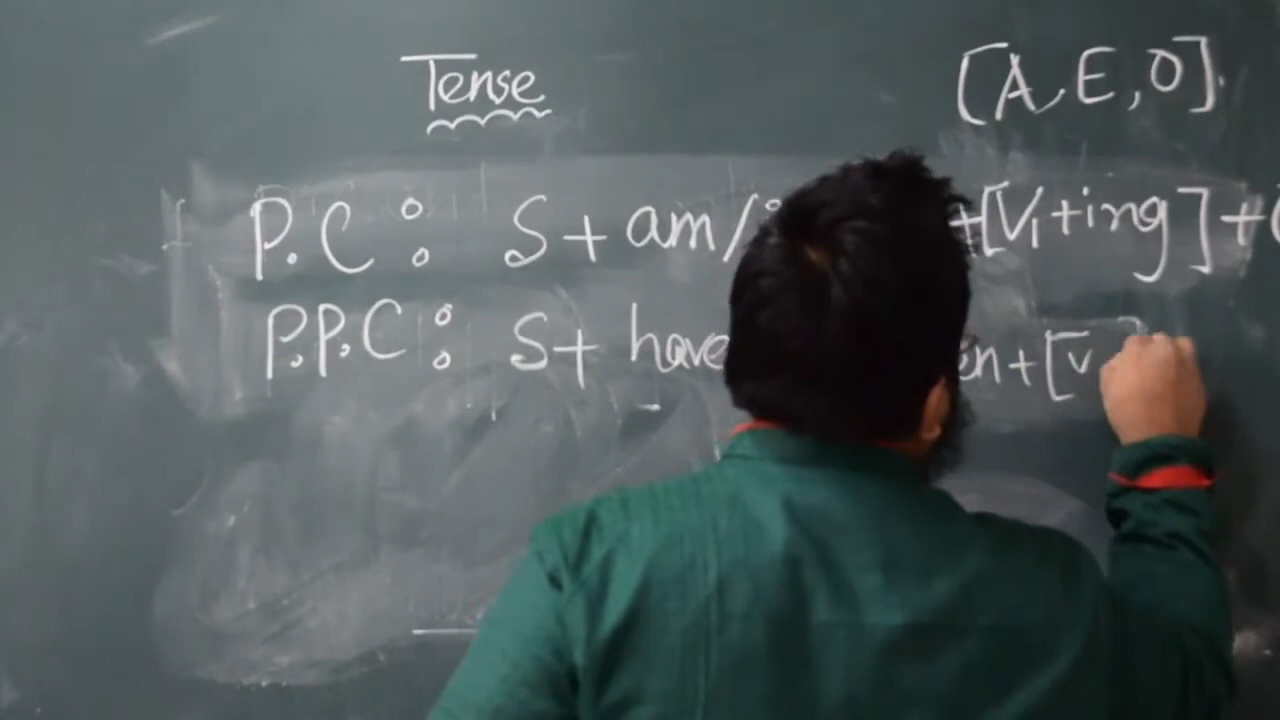 Tense [A, E, O].
P.C : S + am/ + [V1 + ing] +
P.P.C : S + have en + [v